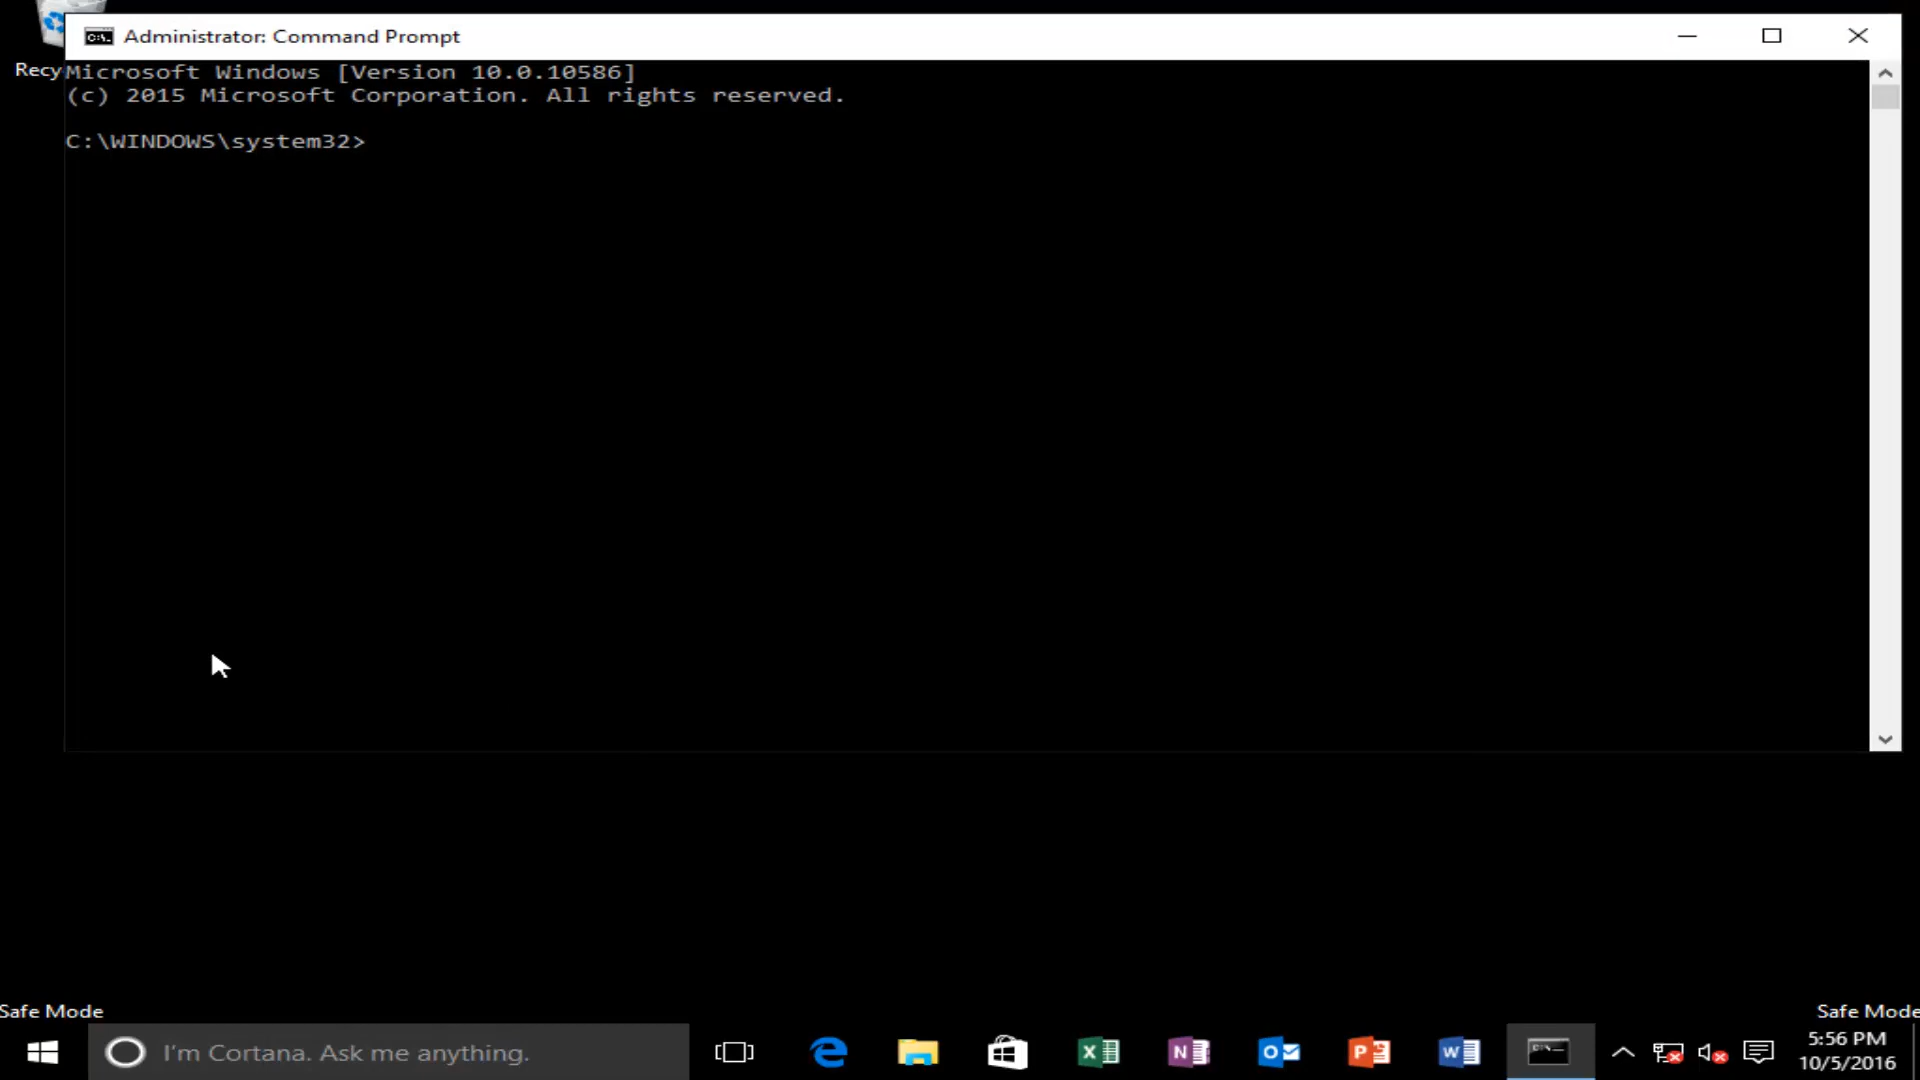 Administrator: Command Prompt
Recy
Microsoft Windows [Version 10.0.10586]
(c) 2015 Microsoft Corporation. All rights reserved.
C:\WINDOWS\system32>
Safe Mode
Safe Mode
I'm Cortana. Ask me anything.
5:56 PM
10/5/2016